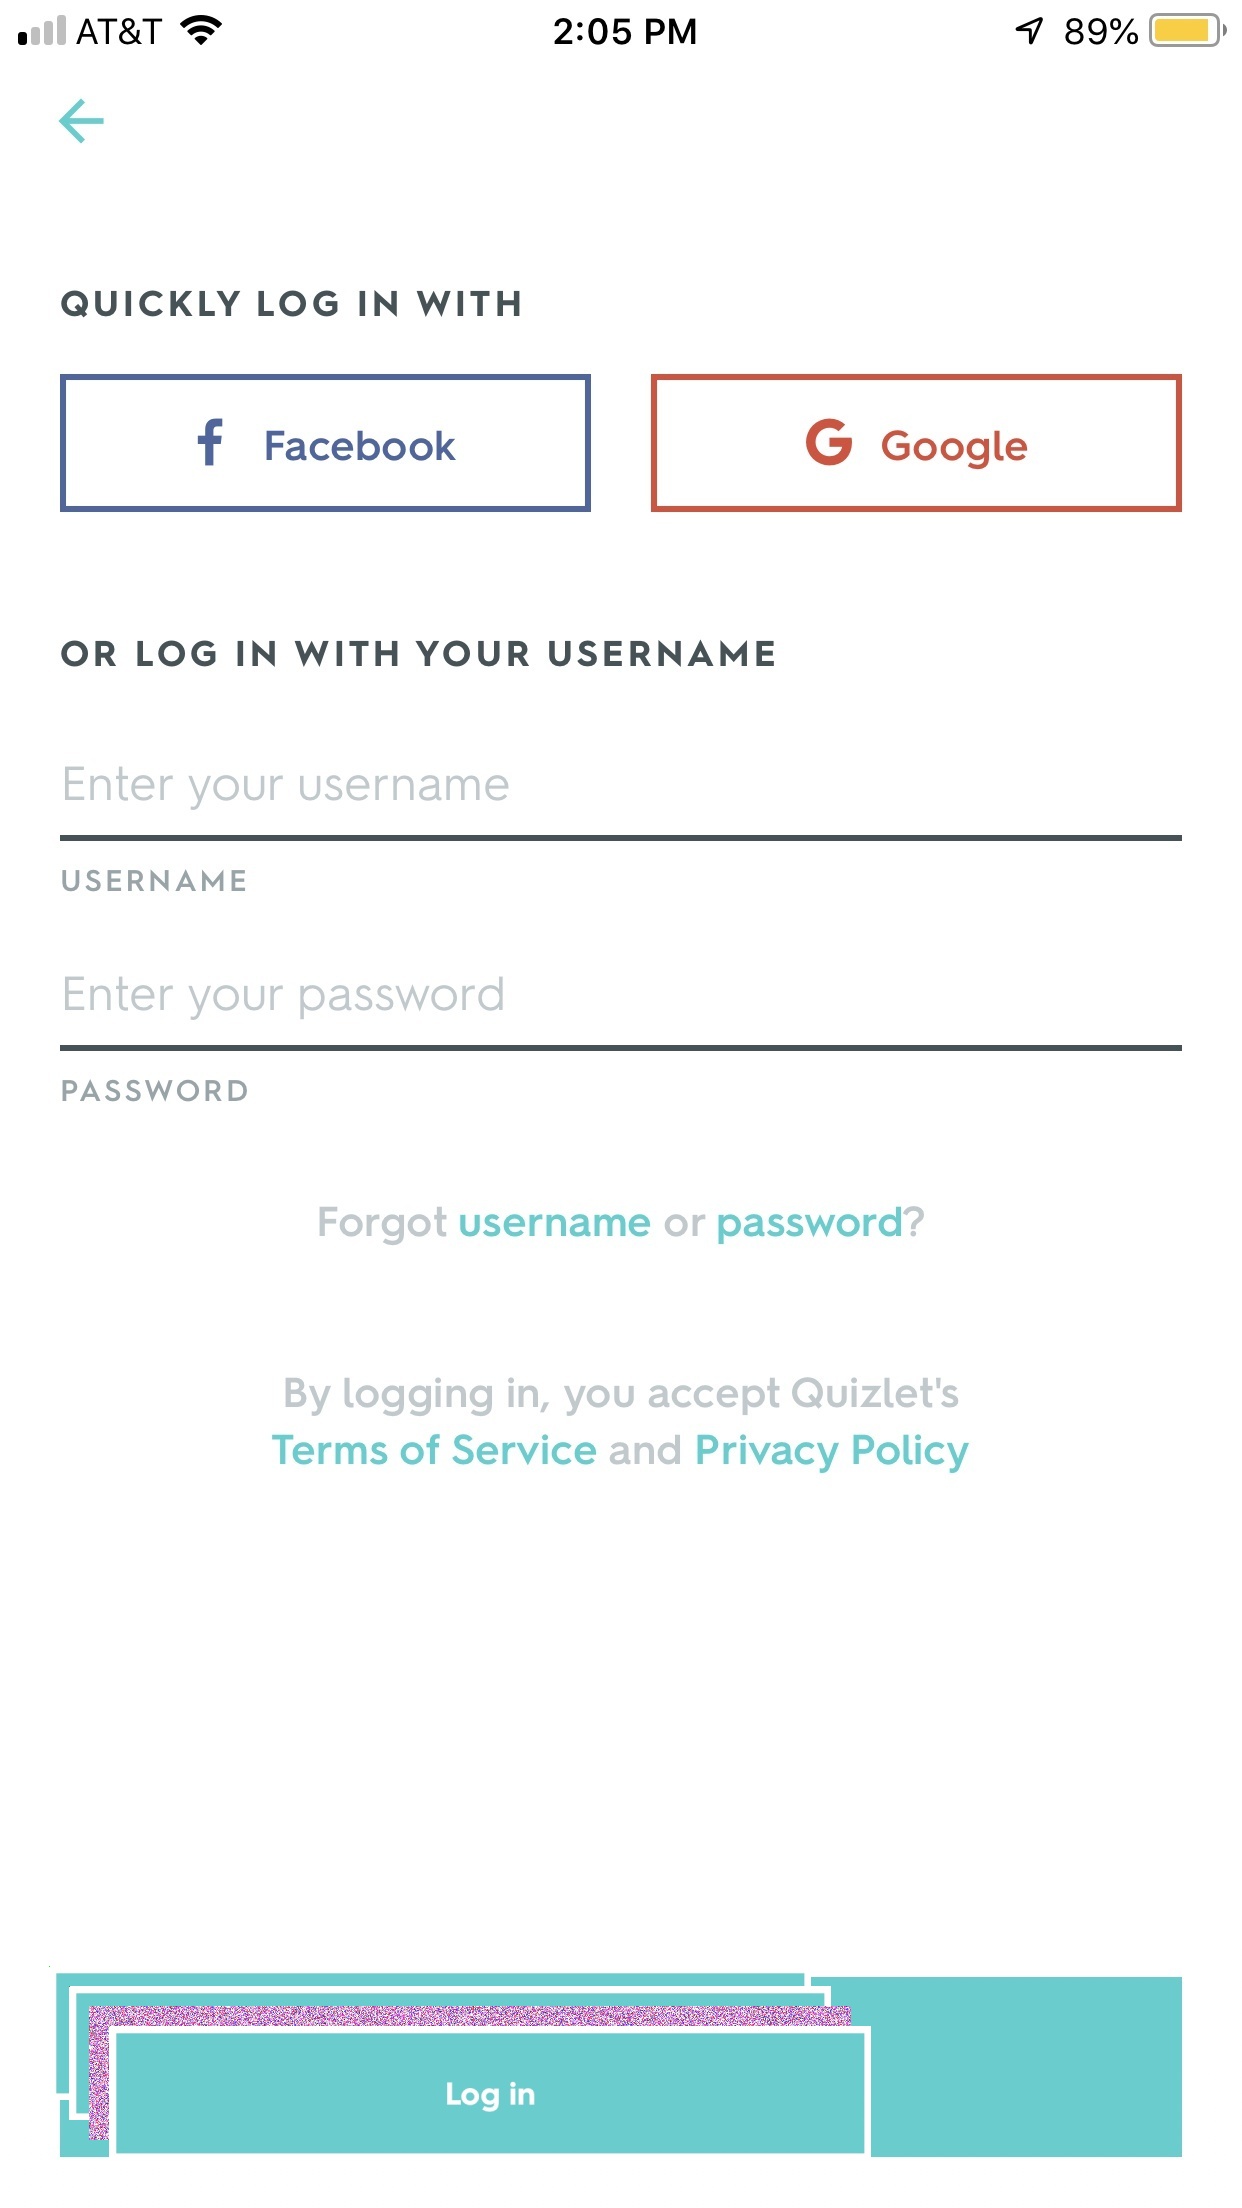 AT&T 2:05 PM 89%
QUICKLY LOG IN WITH
Facebook Google
OR LOG IN WITH YOUR USERNAME
Enter your username
USERNAME
Enter your password
PASSWORD
Forgot username or password?
By logging in, you accept Quizlet's
Terms of Service and Privacy Policy
Log in